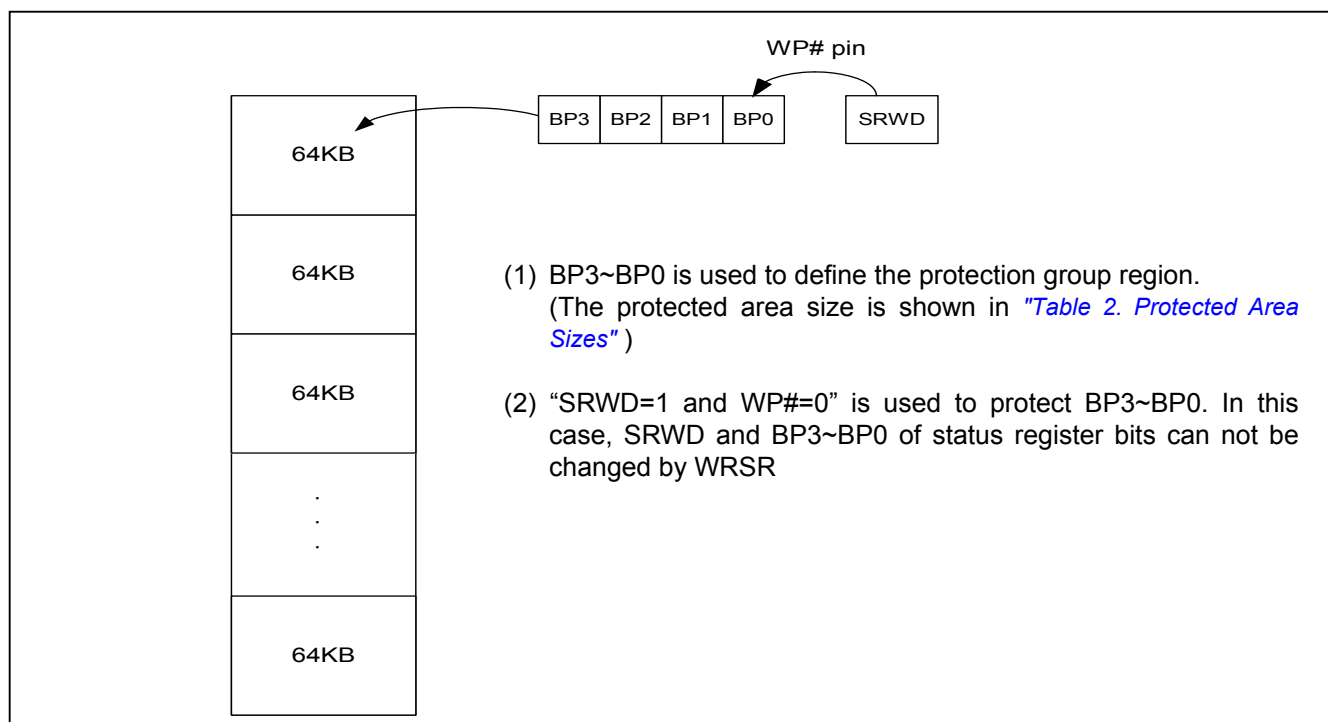 WP# pin
BP3 BP2 BP1 BP0 SRWD
64KB
64KB
64KB
.
.
.
64KB
(1) BP3~BP0 is used to define the protection group region.
(The protected area size is shown in "Table 2. Protected Area
Sizes" )
(2) “SRWD=1 and WP#=0” is used to protect BP3~BP0. In this
case, SRWD and BP3~BP0 of status register bits can not be
changed by WRSR